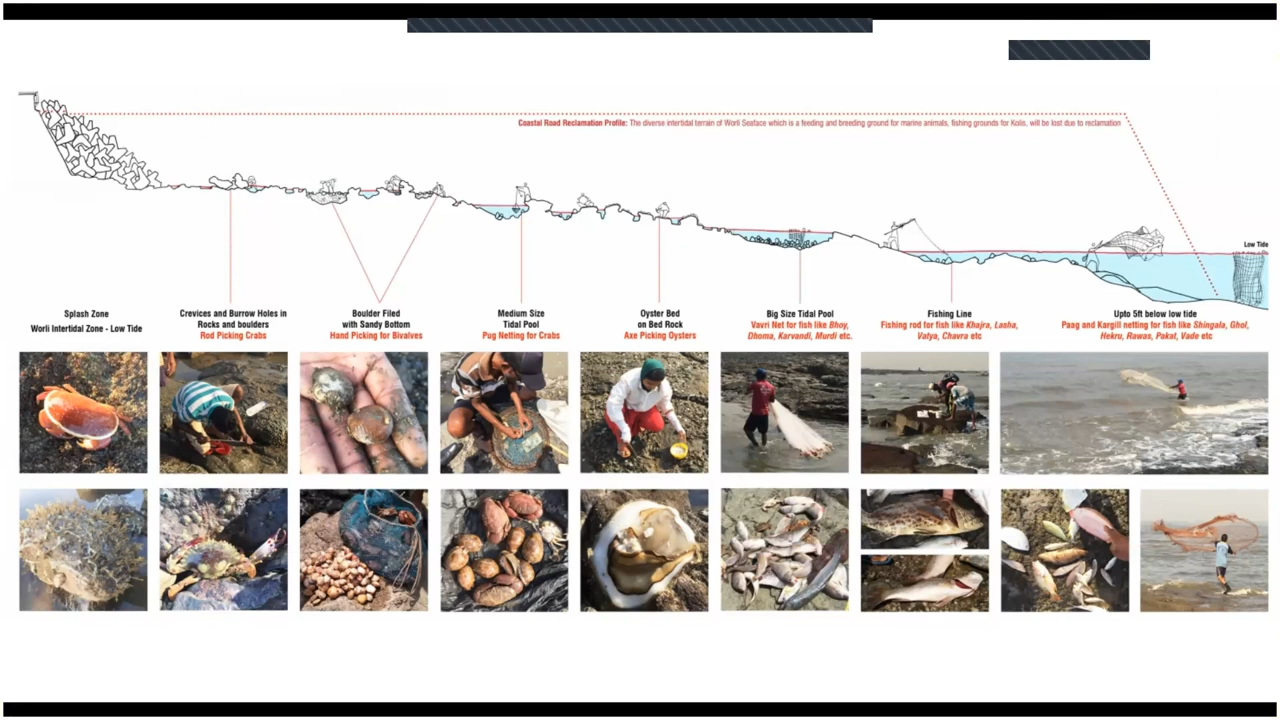 Coastal Road Reclamation Profile: The diverse intertidal terrain of Worli Seaface which is a feeding and breeding ground for marine animals, fishing grounds for Kolis, will be lost due to reclamation
Low Tide
Splash Zone
Worli Intertidal Zone - Low Tide
Crevices and Burrow Holes in
Rocks and boulders
Rod Picking Crabs
Boulder Filed
with Sandy Bottom
Hand Picking for Bivalves
Medium Size
Tidal Pool
Pug Netting for Crabs
Oyster Bed
on Bed Rock
Axe Picking Oysters
Big Size Tidal Pool
Vavri Net for fish like Bhoy,
Dhoma, Karvandi, Murdi etc.
Fishing Line
Fishing rod for fish like Khajra, Lasha,
Vatya, Chavra etc
Upto 5ft below low tide
Paag and Kargill netting for fish like Shingala, Ghol,
Hekru, Rawas, Pakat, Vade etc